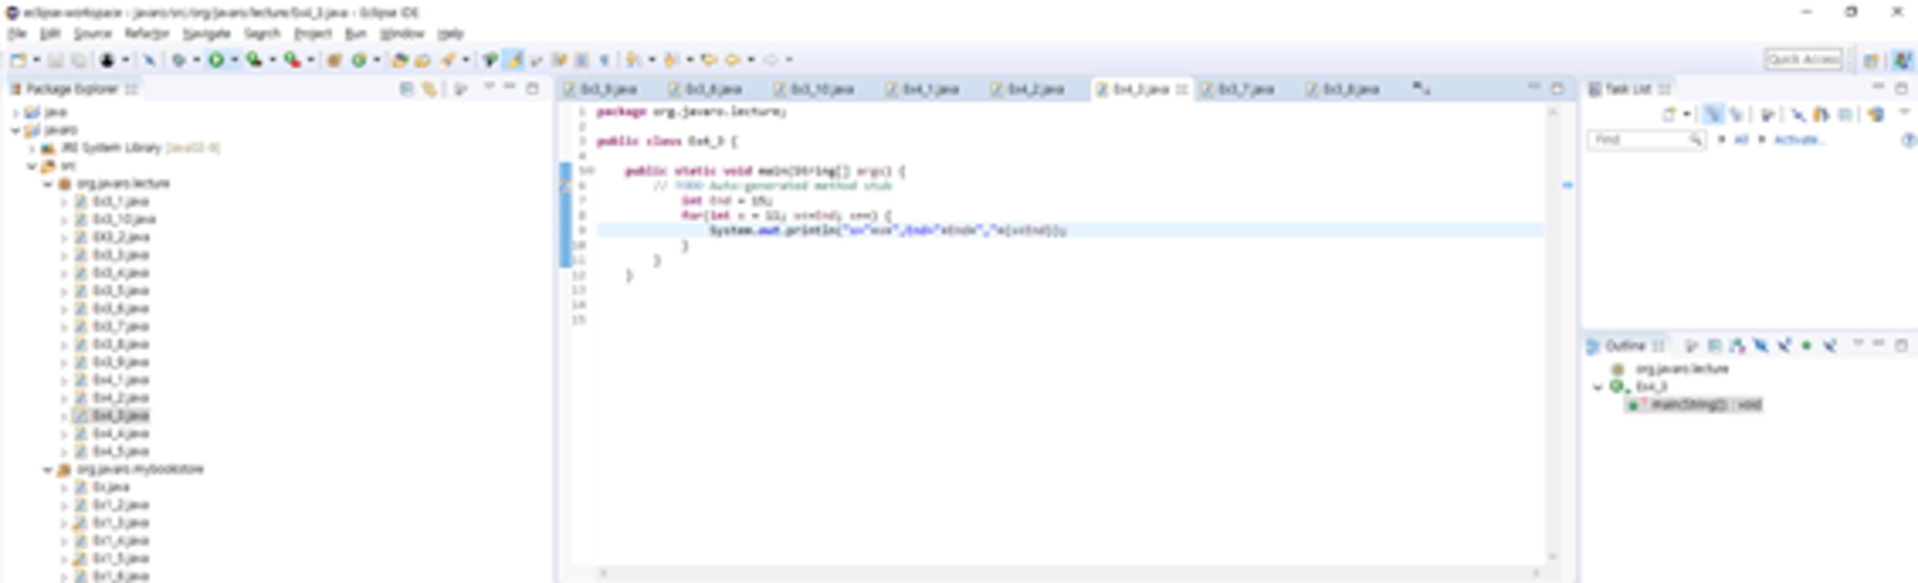 eclipse-workspace - javaro/src/org/javaro/lecture/Ex4_3.java - Eclipse IDE
File Edit Source Refactor Navigate Search Project Run Window Help
Quick Access
Package Explorer
Ex3_9.java Ex3_6.java Ex3_10.java Ex4_1.java Ex4_2.java Ex4_3.java Ex3_7.java Ex3_8.java
Task List
Find All Activate...
java
javaro
JRE System Library
src
org.javaro.lecture
Ex3_1.java
Ex3_10.java
EX3_2.java
Ex3_3.java
Ex3_4.java
Ex3_5.java
Ex3_6.java
Ex3_7.java
Ex3_8.java
Ex3_9.java
Ex4_1.java
Ex4_2.java
Ex4_3.java
Ex4_4.java
Ex4_5.java
org.javaro.mybookstore
Ex.java
Ex1_2.java
Ex1_3.java
Ex1_4.java
Ex1_5.java
Ex1_6.java
1 package org.javaro.lecture;
2
3 public class Ex4_3 {
4
5 public static void main(String[] args) {
6 // TODO Auto-generated method stub
7 int End = 15;
8 for(int = 11;
9 System.out.println(
10 }
11 }
12 }
13
14
15
Outline
org.javaro.lecture
Ex4_3
main(String[]) : void